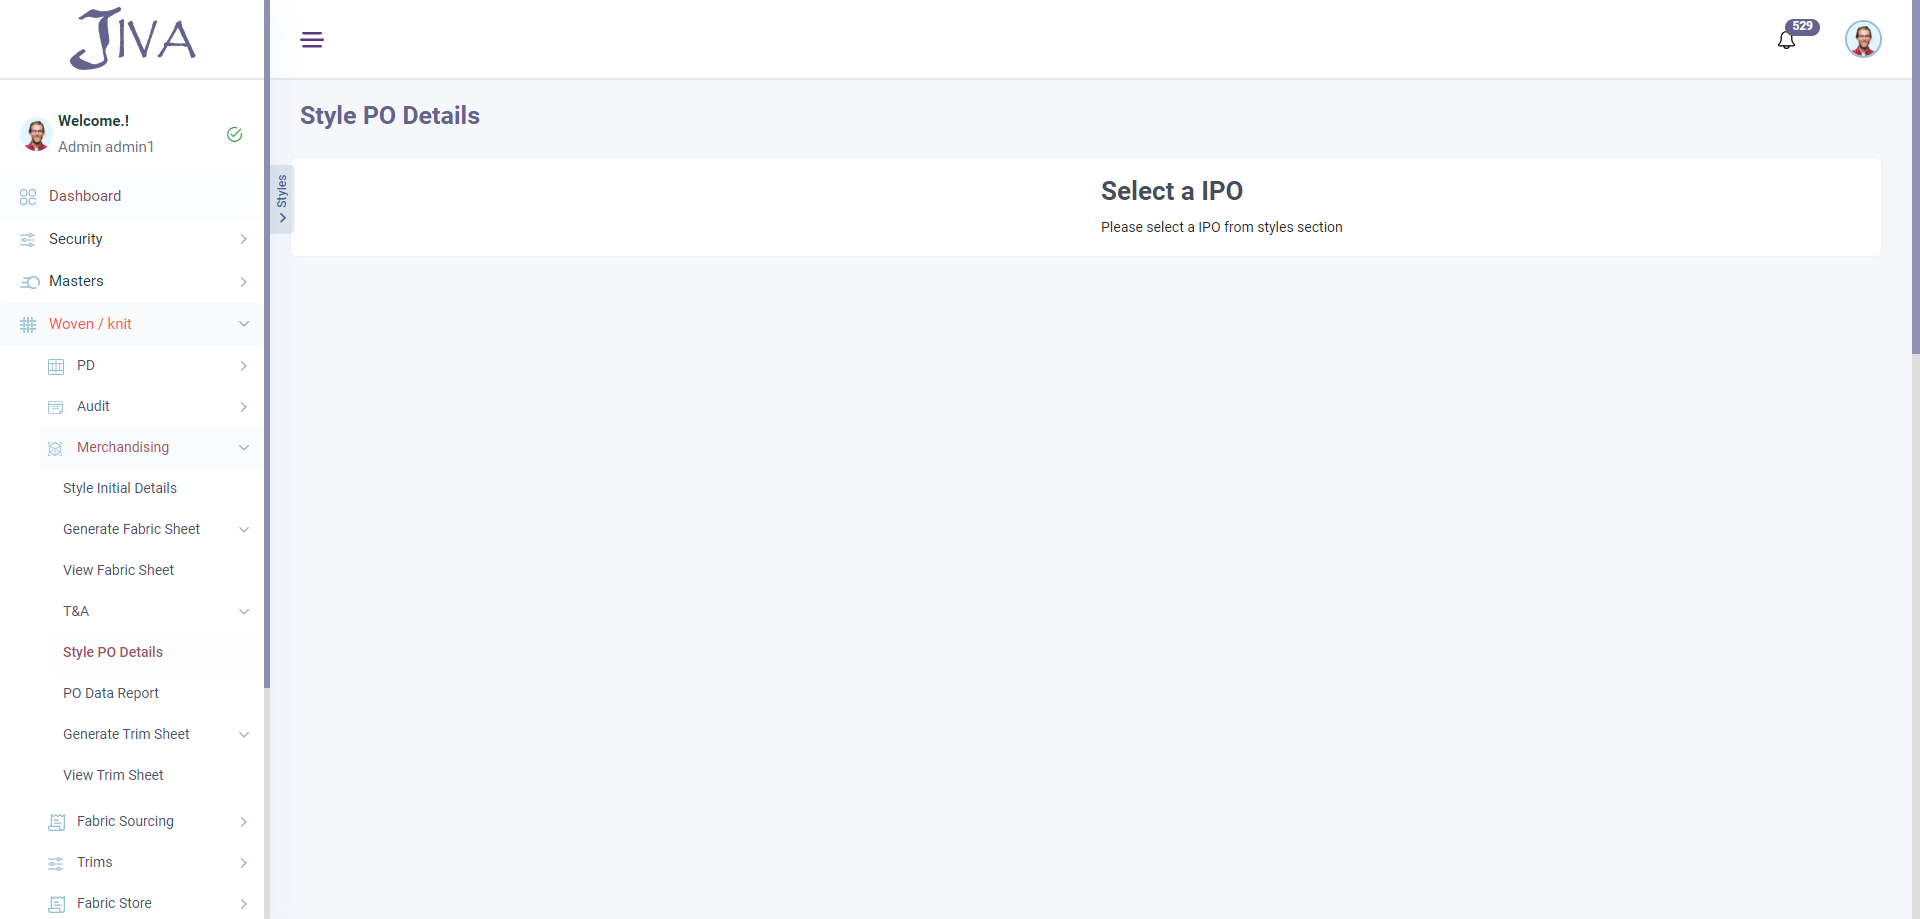 JIVA
529
Welcome.!
Admin admin1
Style PO Details
Styles
Select a IPO
Please select a IPO from styles section
Dashboard
Security
Masters
Woven / knit
PD
Audit
Merchandising
Style Initial Details
Generate Fabric Sheet
View Fabric Sheet
T&A
Style PO Details
PO Data Report
Generate Trim Sheet
View Trim Sheet
Fabric Sourcing
Trims
Fabric Store